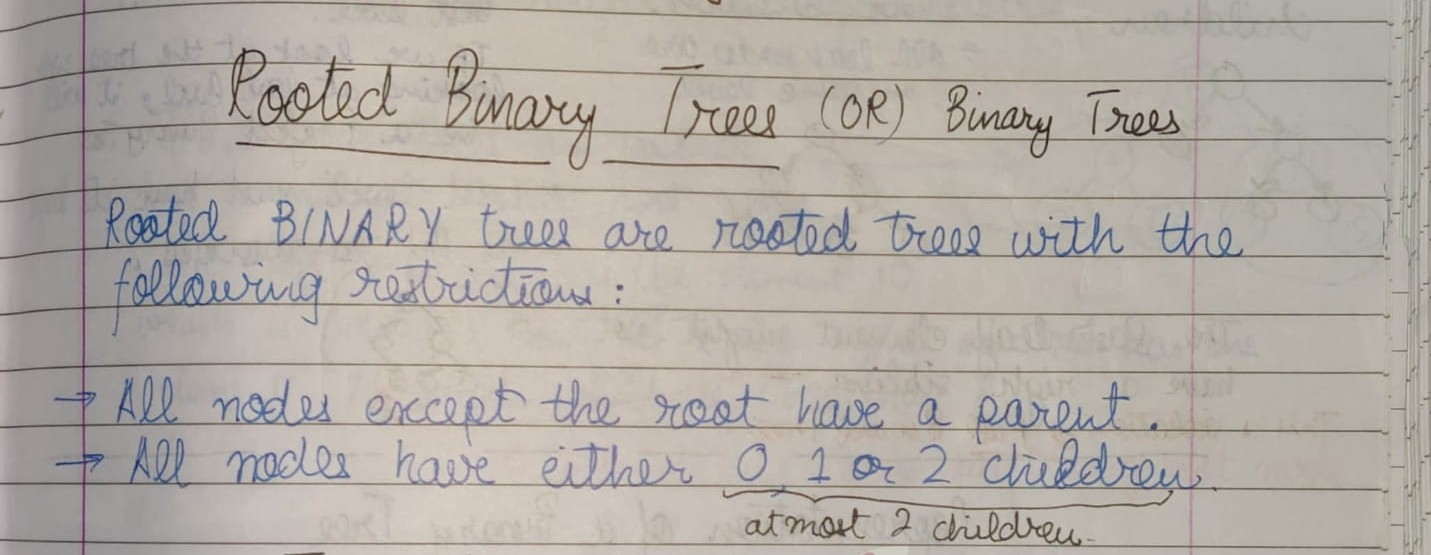 Rooted Binary Trees (OR) Binary Trees
Rooted BINARY trees are rooted trees with the
following restrictions:
→ All nodes except the root have a parent.
→ All nodes have either 0, 1 or 2 children.
atmost 2 children.